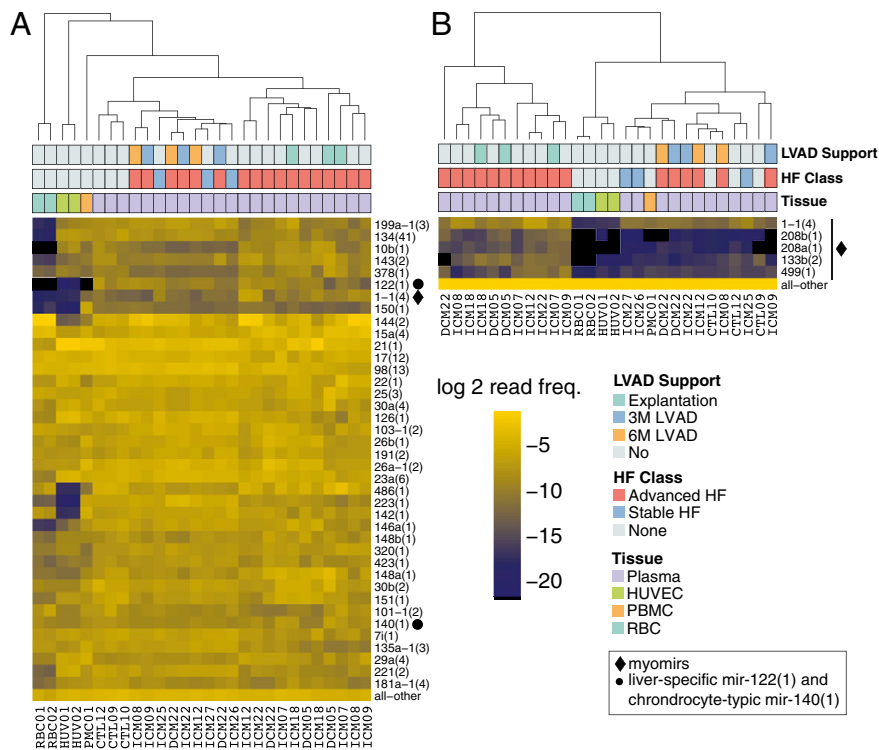 A
B
LVAD Support
HF Class
Tissue
199a-1(3)
134(41)
10b(1)
143(2)
378(1)
122(1)
1-1(4)
150(1)
144(2)
15a(4)
21(1)
17(12)
98(13)
22(1)
25(3)
30a(4)
126(1)
103-1(2)
26b(1)
191(2)
26a-1(2)
23a(6)
486(1)
223(1)
142(1)
146a(1)
148b(1)
320(1)
423(1)
148a(1)
30b(2)
151(1)
101-1(2)
140(1)
7i(1)
135a-1(3)
29a(4)
221(2)
181a-1(4)
all-other
RBC01
RBC02
HUV01
HUV02
PMC01
CTL12
CTL09
CTL10
ICM08
ICM09
ICM25
DCM22
ICM22
ICM12
ICM27
DCM22
ICM26
ICM12
ICM22
DCM22
ICM07
ICM18
DCM05
ICM18
DCM05
ICM07
ICM08
ICM09
1-1(4)
208b(1)
208a(1)
133b(2)
499(1)
all-other
DCM22
ICM08
ICM18
ICM18
DCM05
DCM05
ICM07
ICM12
ICM22
ICM07
ICM09
RBC01
RBC02
HUV01
HUV02
ICM27
ICM26
PMC01
DCM22
DCM22
ICM22
ICM12
CTL10
ICM08
CTL12
ICM25
CTL09
ICM09
log 2 read freq.
−5
−10
−15
−20
LVAD Support
Explantation
3M LVAD
6M LVAD
No
HF Class
Advanced HF
Stable HF
None
Tissue
Plasma
HUVEC
PBMC
RBC
myomirs
liver-specific mir-122(1) and
chrondrocyte-typic mir-140(1)